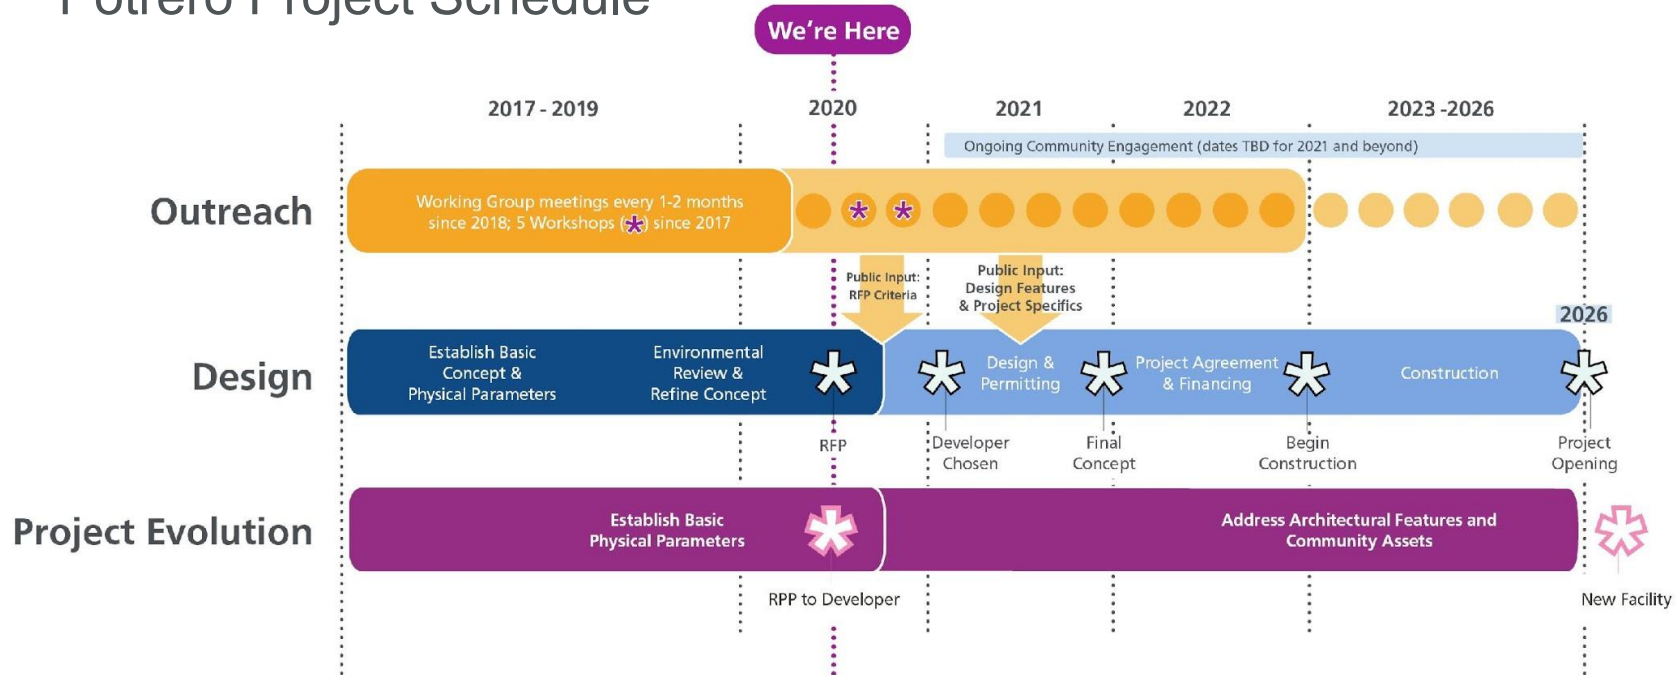 Potrero Project Schedule
We're Here
2017 - 2019
2020
2021
2022
2023 -2026
Ongoing Community Engagement (dates TBD for 2021 and beyond)
Outreach
Working Group meetings every 1-2 months
since 2018; 5 Workshops (*) since 2017
* *
Public Input:
RFP Criteria
Public Input:
Design Features
& Project Specifics
2026
Design
Establish Basic
Concept &
Physical Parameters
Environmental
Review &
Refine Concept
Design &
Permitting
Project Agreement
& Financing
Construction
RFP
Developer
Chosen
Final
Concept
Begin
Construction
Project
Opening
Project Evolution
Establish Basic
Physical Parameters
Address Architectural Features and
Community Assets
RPP to Developer
New Facility